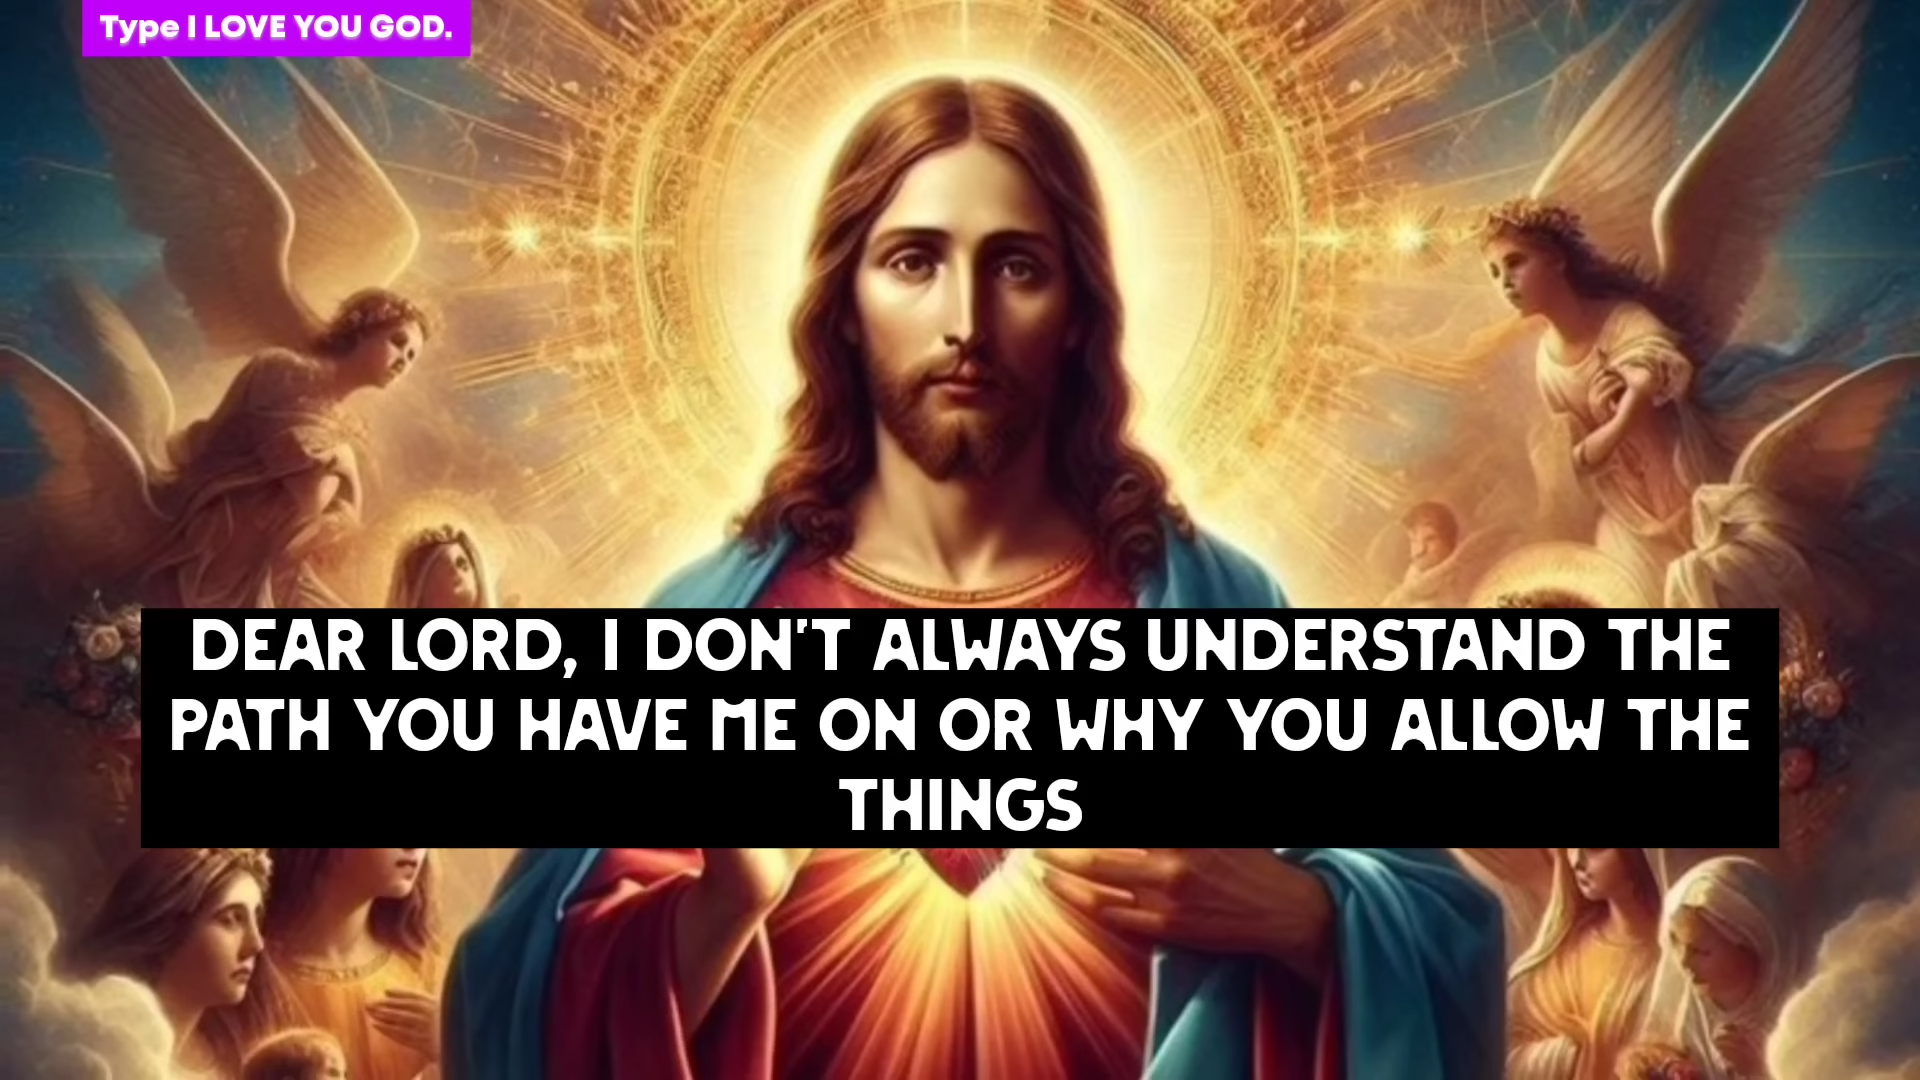 Type I LOVE YOU GOD.
DEAR LORD, I DON'T ALWAYS UNDERSTAND THE
PATH YOU HAVE ME ON OR WHY YOU ALLOW THE
THINGS